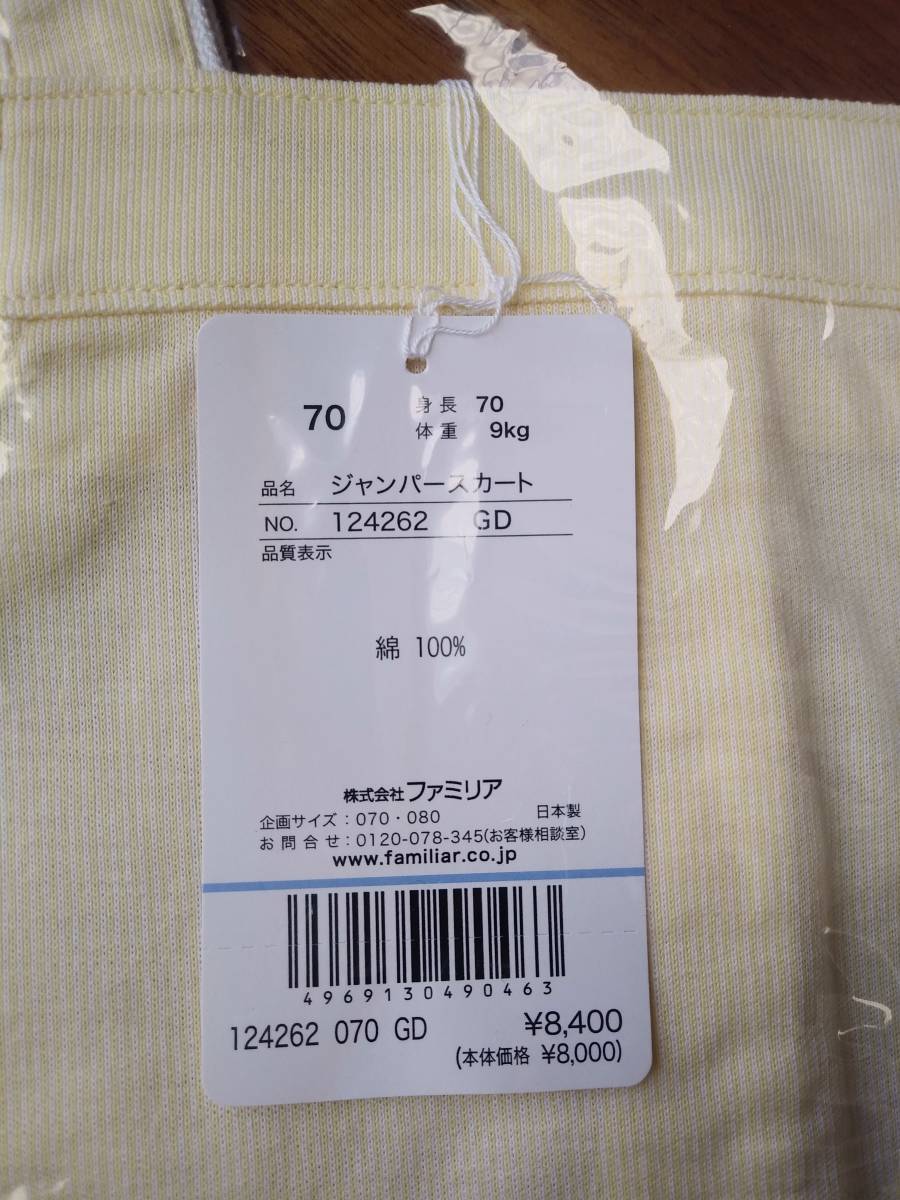 70
身長 70
体重 9kg
品名 ジャンパースカート
NO. 124262 GD
品質表示
綿 100%
株式会社ファミリア
企画サイズ：070・080 日本製
お問合せ：0120-078-345(お客様相談室)
www.familiar.co.jp
4969130490463
124262 070 GD ¥8,400
(本体価格 ¥8,000)